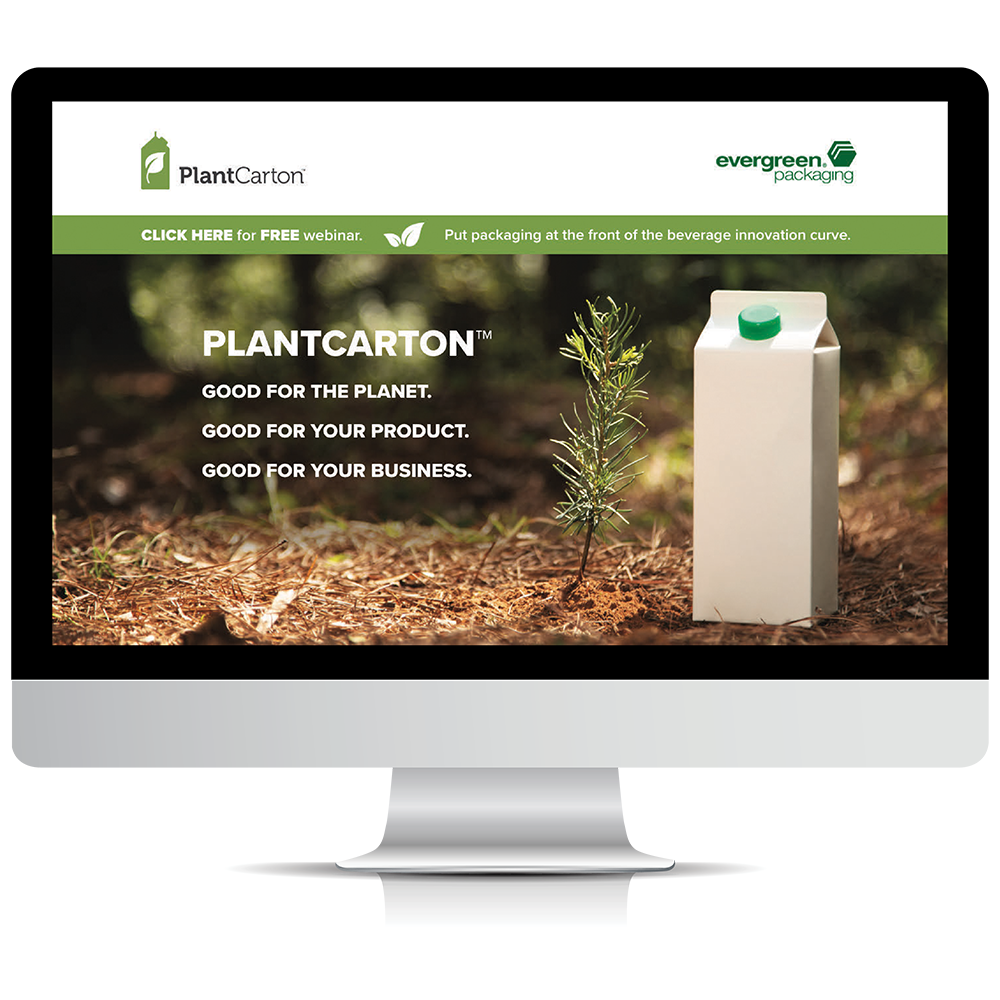 PlantCarton™
evergreen®
packaging
CLICK HERE for FREE webinar.
Put packaging at the front of the beverage innovation curve.
PLANTCARTON™
GOOD FOR THE PLANET.
GOOD FOR YOUR PRODUCT.
GOOD FOR YOUR BUSINESS.